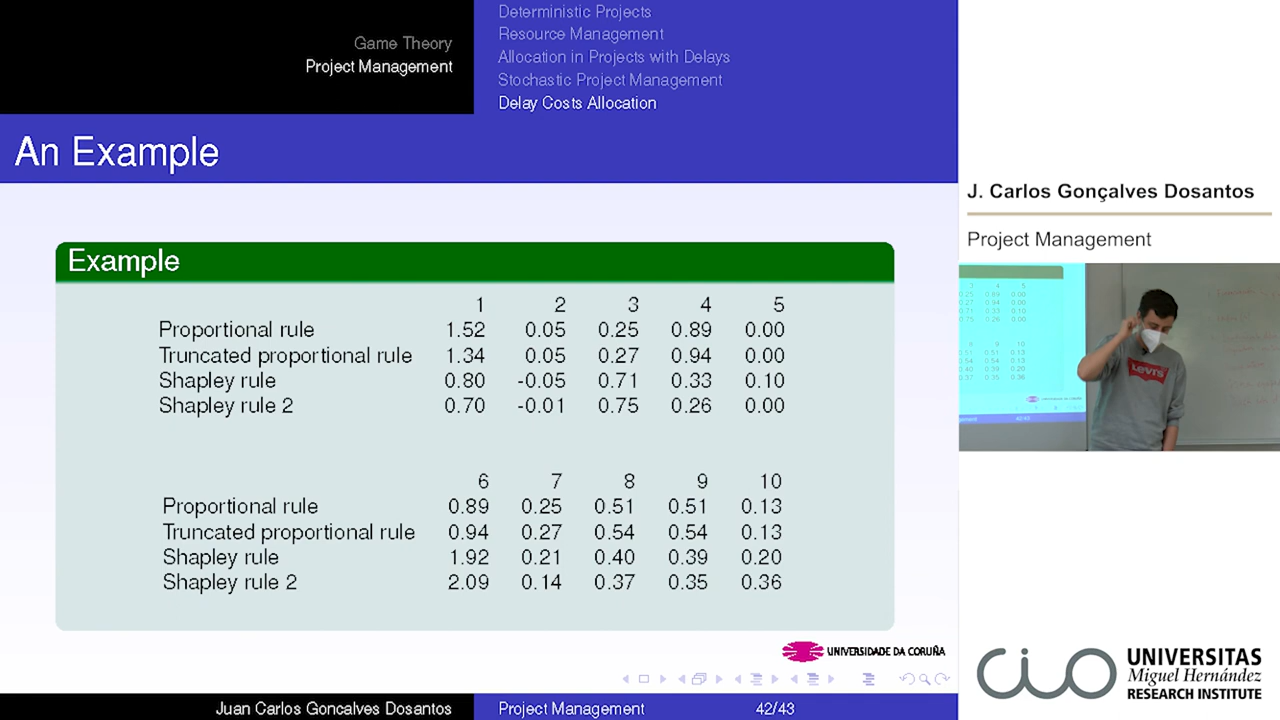 Game Theory
Project Management
Deterministic Projects
Resource Management
Allocation in Projects with Delays
Stochastic Project Management
Delay Costs Allocation
An Example
Example
1 2 3 4 5
Proportional rule 1.52 0.05 0.25 0.89 0.00
Truncated proportional rule 1.34 0.05 0.27 0.94 0.00
Shapley rule 0.80 -0.05 0.71 0.33 0.10
Shapley rule 2 0.70 -0.01 0.75 0.26 0.00
6 7 8 9 10
Proportional rule 0.89 0.25 0.51 0.51 0.13
Truncated proportional rule 0.94 0.27 0.54 0.54 0.13
Shapley rule 1.92 0.21 0.40 0.39 0.20
Shapley rule 2 2.09 0.14 0.37 0.35 0.36
UNIVERSIDADE DA CORUÑA
Juan Carlos Goncalves Dosantos
Project Management
42/43
J. Carlos Gonçalves Dosantos
Project Management
LEVI'S
CIO
UNIVERSITAS
Miguel Hernández
RESEARCH INSTITUTE